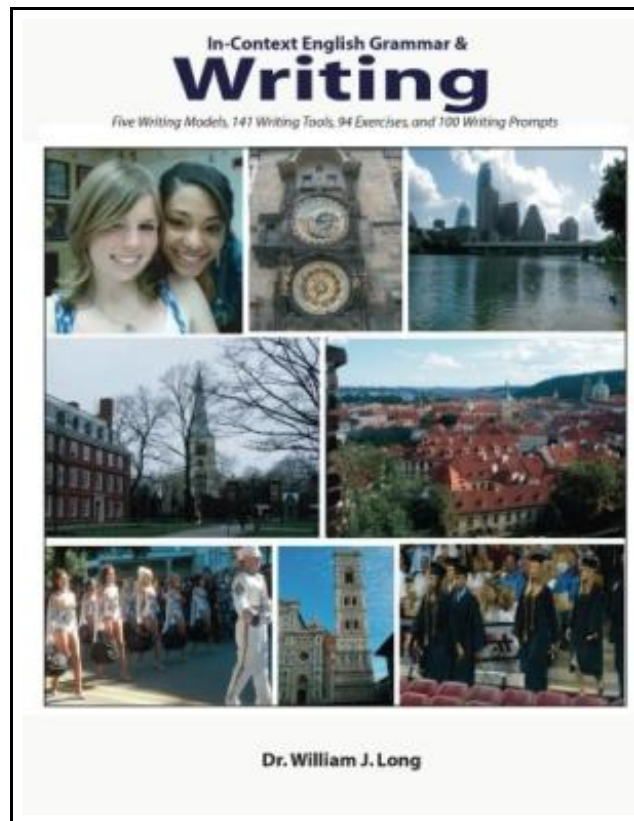 In-Context English Grammar &
Writing
Five Writing Models, 141 Writing Tools, 94 Exercises, and 100 Writing Prompts
Dr. William J. Long